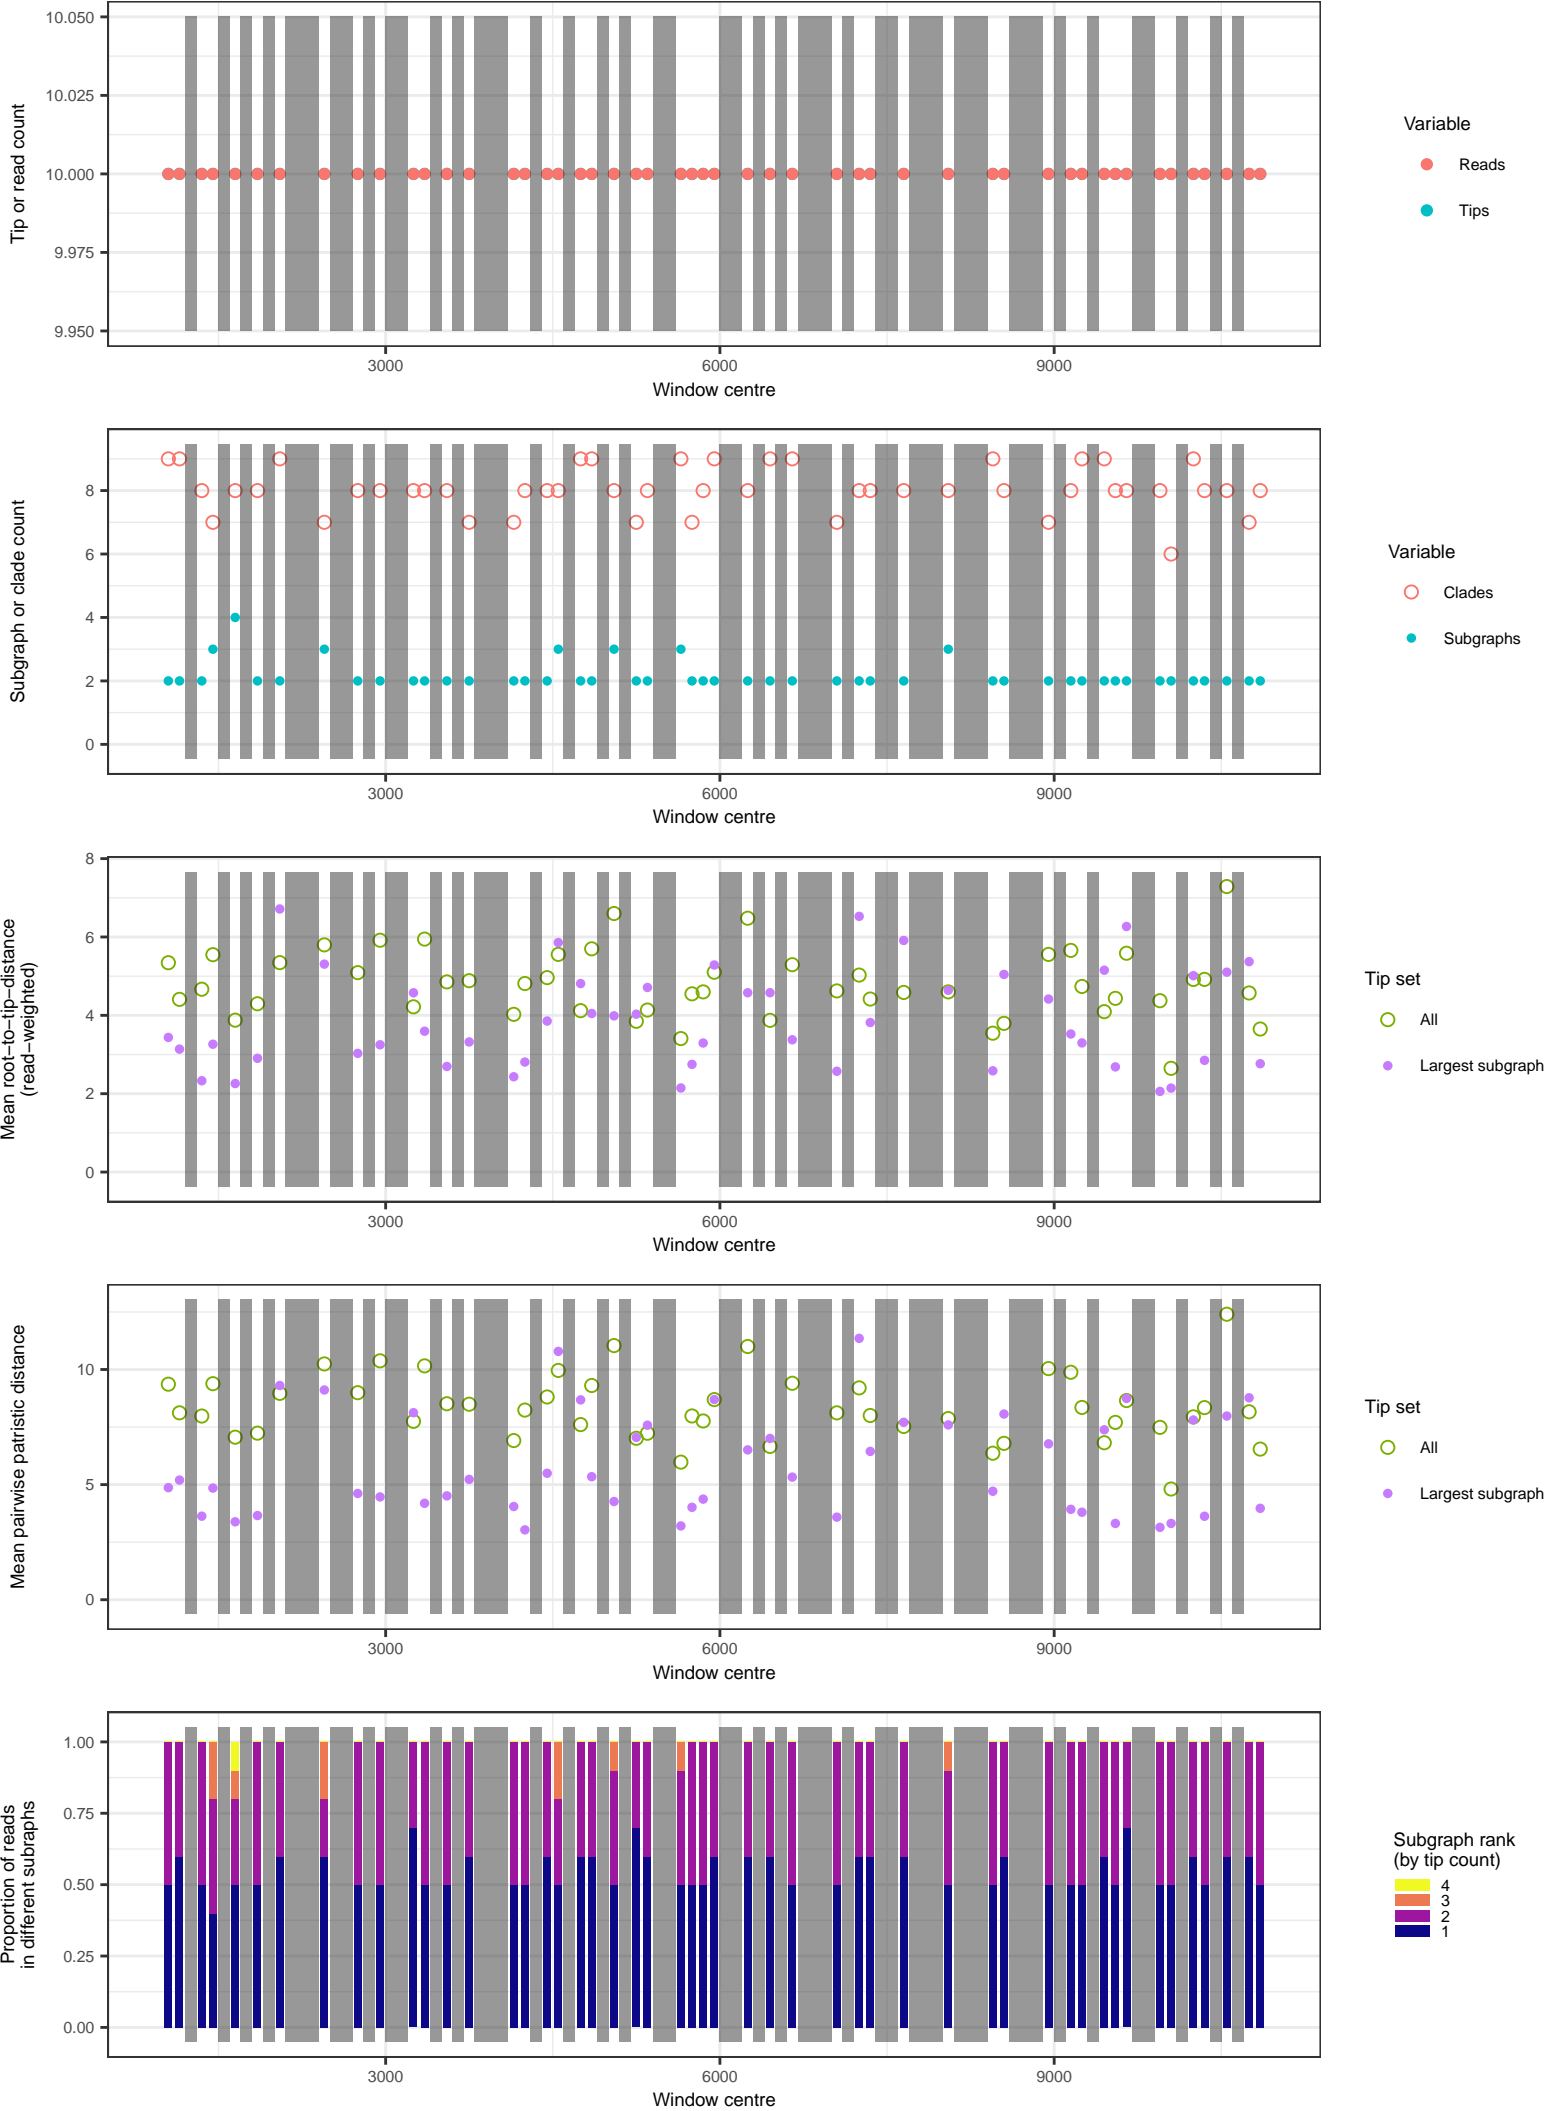 10.050
10.025
10.000
9.975
9.950
Tip or read count
3000
6000
9000
Window centre
Variable
Reads
Tips
8
6
4
2
0
Subgraph or clade count
3000
6000
9000
Window centre
Variable
Clades
Subgraphs
8
6
4
2
0
Mean root−to−tip−distance
(read−weighted)
3000
6000
9000
Window centre
Tip set
All
Largest subgraph
10
5
0
Mean pairwise patristic distance
3000
6000
9000
Window centre
Tip set
All
Largest subgraph
1.00
0.75
0.50
0.25
0.00
Proportion of reads
in different subraphs
3000
6000
9000
Window centre
Subgraph rank
(by tip count)
4
3
2
1